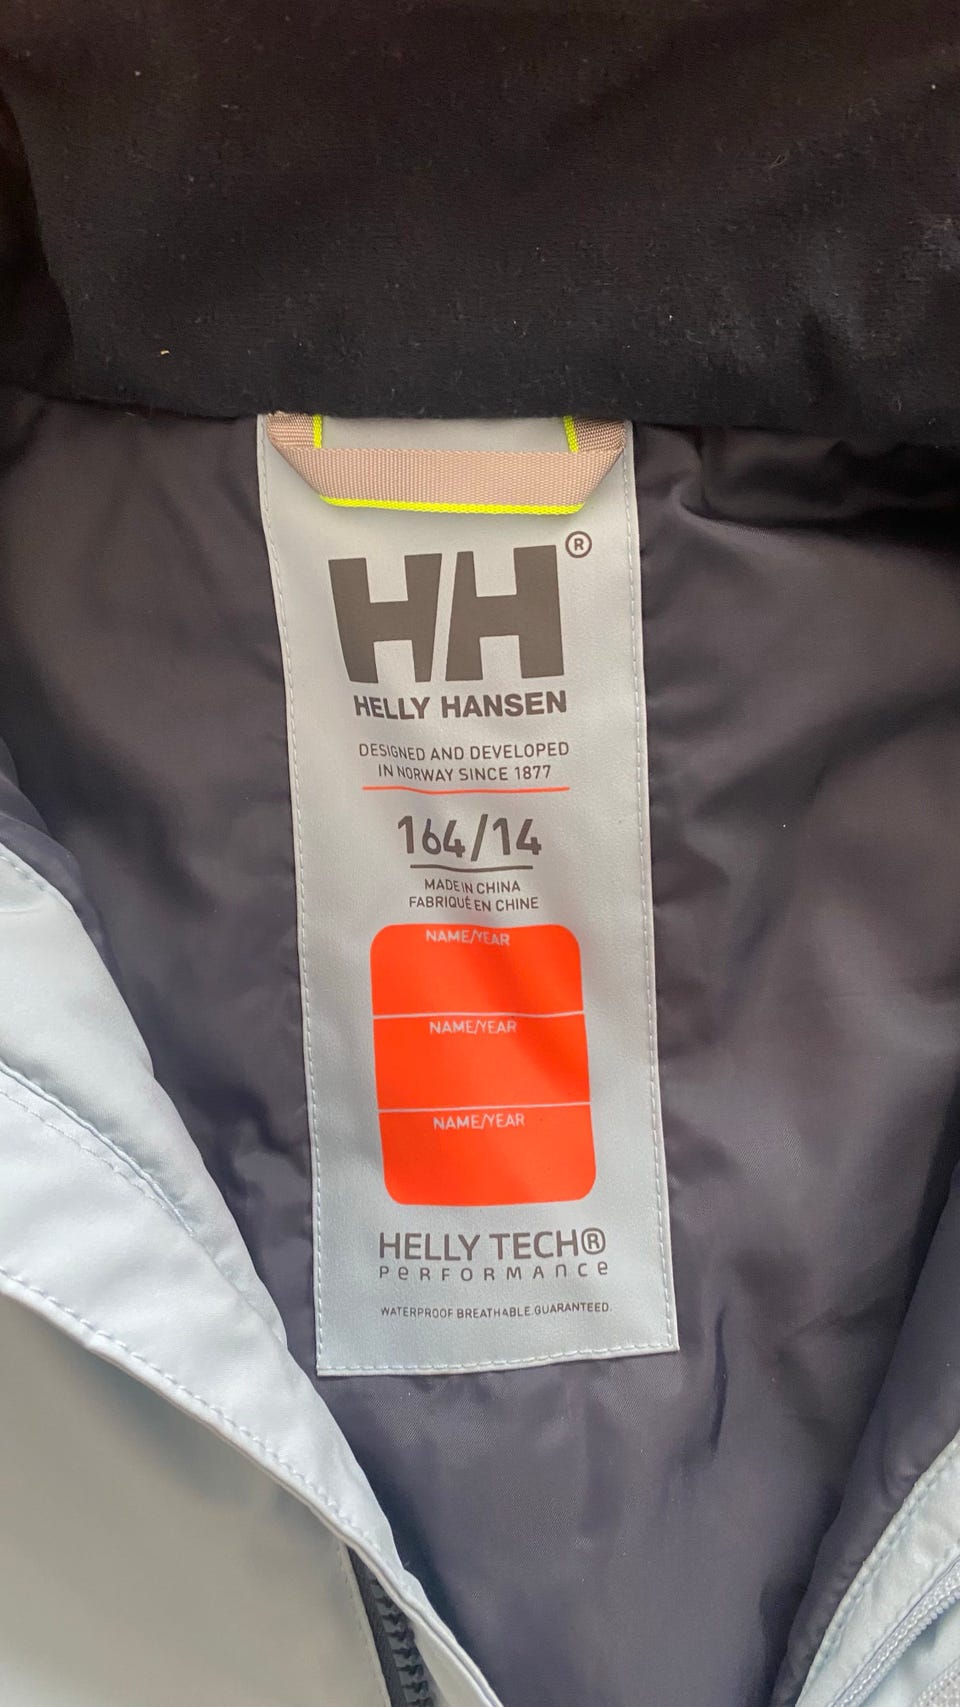 HH®
HELLY HANSEN
DESIGNED AND DEVELOPED
IN NORWAY SINCE 1877
164/14
MADE IN CHINA
FABRIQUÉ EN CHINE
NAME/YEAR
NAME/YEAR
NAME/YEAR
HELLY TECH®
PERFORMANCE
WATERPROOF.BREATHABLE.GUARANTEED.